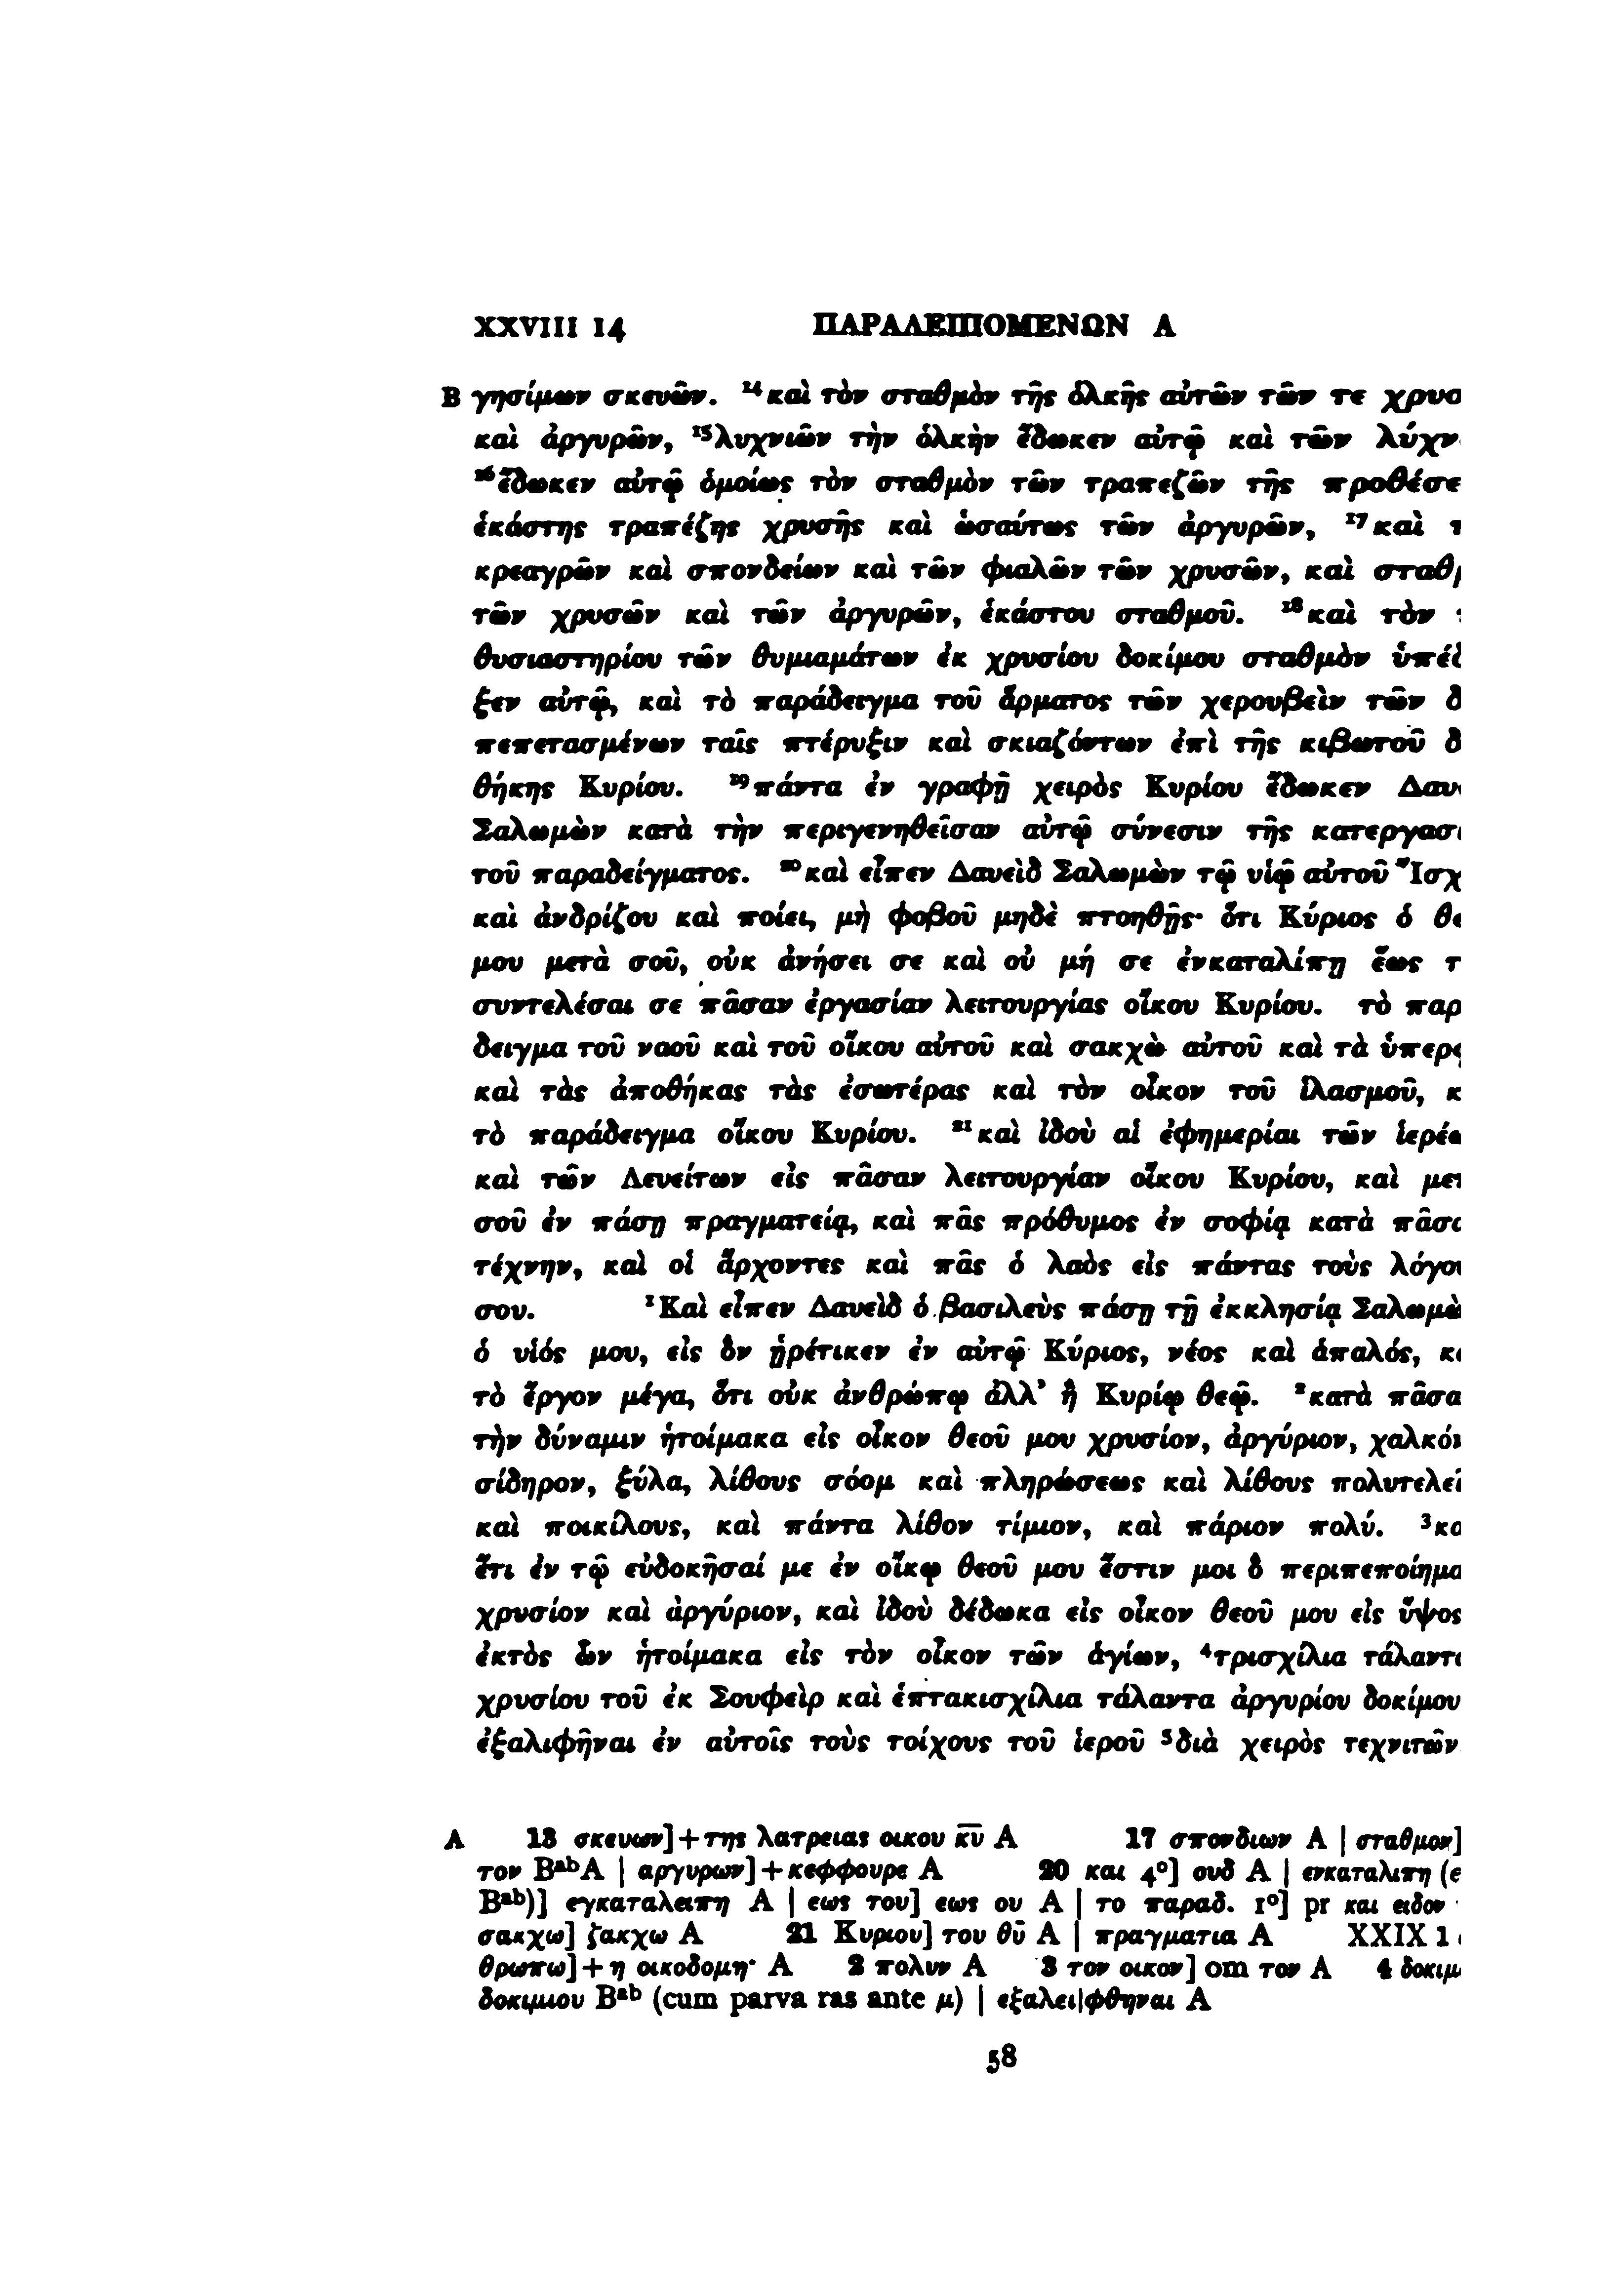 XXVIII 14 ΠΑΡΑΛΕΙΠΟΜΕΝΩΝ Α
B γησίμων σκευῶν. ¹⁴καὶ τὸν σταθμὸν τῆς ὁλκῆς αὐτῶν τῶν τε
καὶ ἀργυρῶν, ¹⁵λυχνιῶν τὴν ὁλκὴν ἔδωκεν αὐτῷ καὶ τῶν
¹⁶ἔδωκεν αὐτῷ ὁμοίως τὸν σταθμὸν τῶν τραπεζῶν τῆς προθέσε
ἑκάστης τραπέζης χρυσῆς καὶ ὡσαύτως τῶν ἀργυρῶν, ¹⁷καὶ
κρεαγρῶν καὶ σπονδείων καὶ τῶν φιαλῶν τῶν χρυσῶν, καὶ σταθ
τῶν χρυσῶν καὶ τῶν ἀργυρῶν, ἑκάστου σταθμοῦ. ¹⁸καὶ τὸν
θυσιαστηρίου τῶν θυμιαμάτων ἐκ χρυσίου δοκίμου σταθμὸν ὑπέ
ξεν αὐτῷ, καὶ τὸ παράδειγμα τοῦ ἅρματος τῶν χερουβεὶν τῶν
πεπετασμένων ταῖς πτέρυξιν καὶ σκιαζόντων ἐπὶ τῆς κιβωτοῦ
θήκης Κυρίου. ¹⁹πάντα ἐν γραφῇ χειρὸς Κυρίου ἔδωκεν Δαυ
Σαλωμὼν κατὰ τὴν περιγενηθεῖσαν αὐτῷ σύνεσιν τῆς κατεργασ
τοῦ παραδείγματος. ²⁰καὶ εἶπεν Δαυεὶδ Σαλωμὼν τῷ υἱῷ αὐτοῦ Ἴσχ
καὶ ἀνδρίζου καὶ ποίει, μὴ φοβοῦ μηδὲ πτοηθῇς· ὅτι Κύριος ὁ θε
μου μετὰ σοῦ, οὐκ ἀνήσει σε καὶ οὐ μή σε ἐνκαταλίπῃ ἕως τ
συντελέσαι σε πᾶσαν ἐργασίαν λειτουργίας οἴκου Κυρίου. τὸ παρ
δειγμα τοῦ ναοῦ καὶ τοῦ οἴκου αὐτοῦ καὶ σακχὼ αὐτοῦ καὶ τὰ ὑπερ
καὶ τὰς ἀποθήκας τὰς ἐσωτέρας καὶ τὸν οἶκον τοῦ ἱλασμοῦ, κ
τὸ παράδειγμα οἴκου Κυρίου. ²¹καὶ ἰδοὺ αἱ ἐφημερίαι τῶν ἱερέ
καὶ τῶν Λευείτων εἰς πᾶσαν λειτουργίαν οἴκου Κυρίου, καὶ με
σοῦ ἐν πάσῃ πραγματείᾳ, καὶ πᾶς πρόθυμος ἐν σοφίᾳ κατὰ πᾶσ
τέχνην, καὶ οἱ ἄρχοντες καὶ πᾶς ὁ λαὸς εἰς πάντας τοὺς λόγο
σου. ¹Καὶ εἶπεν Δαυεὶδ ὁ βασιλεὺς πάσῃ τῇ ἐκκλησίᾳ Σαλωμὼ
ὁ υἱός μου, εἰς ὃν ᾑρέτικεν ἐν αὐτῷ Κύριος, νέος καὶ ἁπαλός, κ
τὸ ἔργον μέγα, ὅτι οὐκ ἀνθρώπῳ ἀλλ’ ἢ Κυρίῳ θεῷ. ²κατὰ πᾶσα
τὴν δύναμιν ἡτοίμακα εἰς οἶκον θεοῦ μου χρυσίον, ἀργύριον, χαλκό
σίδηρον, ξύλα, λίθους σόομ καὶ πληρώσεως καὶ λίθους πολυτελε
καὶ ποικίλους, καὶ πάντα λίθον τίμιον, καὶ πάριον πολύ. ³κα
ἔτι ἐν τῷ εὐδοκῆσαί με ἐν οἴκῳ θεοῦ μου ἔστιν μοι ὃ περιπεποίημα
χρυσίον καὶ ἀργύριον, καὶ ἰδοὺ δέδωκα εἰς οἶκον θεοῦ μου εἰς ὕψος
ἐκτὸς ὧν ἡτοίμακα εἰς τὸν οἶκον τῶν ἁγίων, ⁴τρισχίλια τάλαντ
χρυσίου τοῦ ἐκ Σουφεὶρ καὶ ἑπτακισχίλια τάλαντα ἀργυρίου δοκίμου
ἐξαλιφῆναι ἐν αὐτοῖς τοὺς τοίχους τοῦ ἱεροῦ ⁵διὰ χειρὸς τεχνιτῶν
A 13 σκευων]+της λατρειας οικου κ̅υ̅ A 17 σπονδιων A | σταθμον]
τον BᵃᵇA | αργυρων]+κεφφουρε A 20 και 4°] ουδ A | ενκαταλιπη (ε
Bᵃᵇ)] εγκαταλειπη A | εως του] εως ου A | το παραδ. 1°] pr και ειδον
σακχω] ζακχω A 21 Κυριου] του θ̅υ̅ A | πραγματια A XXIX 1
θρωπω]+η οικοδομη· A 2 πολυν A 3 τον οικον] om τον A 4 δοκιμ
δοκιμιου Bᵃᵇ (cum parva ras ante μ) | εξαλει|φθηναι A
58